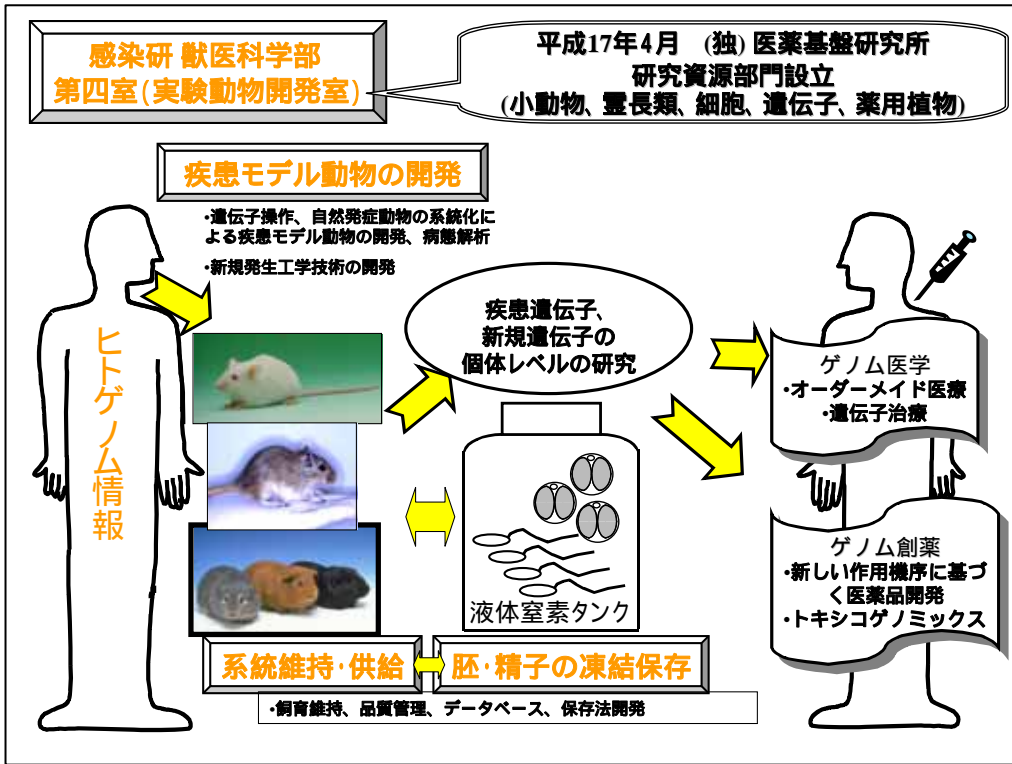 感染研 獣医科学部
第四室(実験動物開発室)
平成17年4月 (独) 医薬基盤研究所
研究資源部門設立
(小動物、霊長類、細胞、遺伝子、薬用植物)
疾患モデル動物の開発
・遺伝子操作、自然発症動物の系統化に
よる疾患モデル動物の開発、病態解析
・新規発生工学技術の開発
ヒトゲノム情報
疾患遺伝子、
新規遺伝子の
個体レベルの研究
ゲノム医学
・オーダーメイド医療
・遺伝子治療
ゲノム創薬
・新しい作用機序に基づ
く医薬品開発
・トキシコゲノミックス
液体窒素タンク
系統維持・供給
胚・精子の凍結保存
・飼育維持、品質管理、データベース、保存法開発